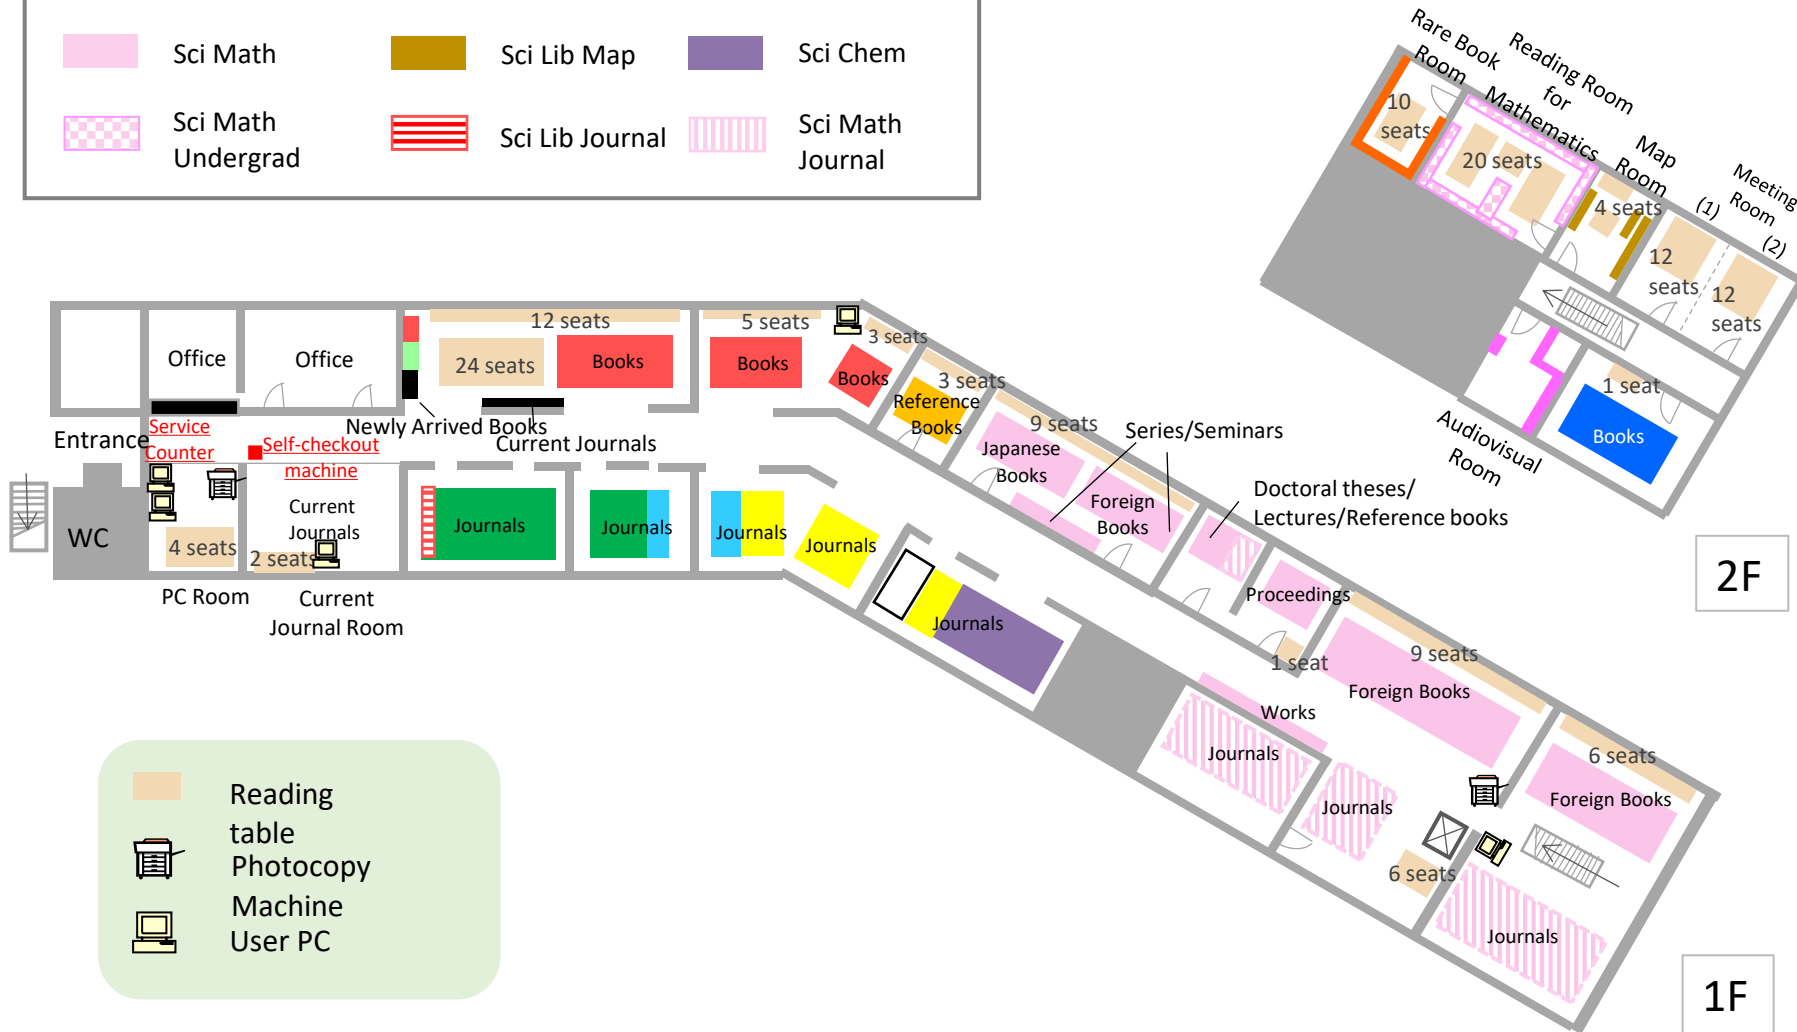 Sci Math
Sci Lib Map
Sci Chem
Sci Math
Undergrad
Sci Lib Journal
Sci Math
Journal
Rare Book
Room
Reading Room
for
Mathematics
Map
Room
Meeting
Room
(1)
(2)
10
seats
20 seats
4 seats
12
seats
12
seats
1 seat
Books
Audiovisual
Room
2F
Office
Office
12 seats
24 seats
Books
5 seats
Books
3 seats
Books
3 seats
Reference
Books
9 seats
Japanese
Books
Foreign
Books
Series/Seminars
Doctoral theses/
Lectures/Reference books
Proceedings
1 seat
9 seats
Foreign Books
6 seats
Foreign Books
Entrance
Service
Counter
Self-checkout
machine
Newly Arrived Books
Current Journals
WC
4 seats
PC Room
Current
Journals
2 seats
Current
Journal Room
Journals
Journals
Journals
Journals
Journals
Works
Journals
Journals
6 seats
Journals
1F
Reading
table
Photocopy
Machine
User PC